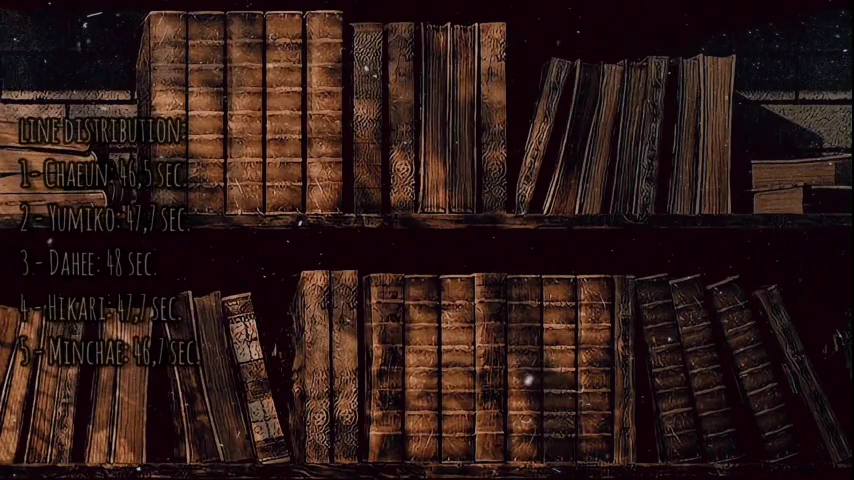 LINE DISTRIBUTION:
1- CHAEUN: 46,5 SEC.
2 - YUMIKO: 47,7 SEC.
3 - DAHEE: 48 SEC.
4 - HIKARI: 47,7 SEC.
5 - MINCHAE: 46,7 SEC.